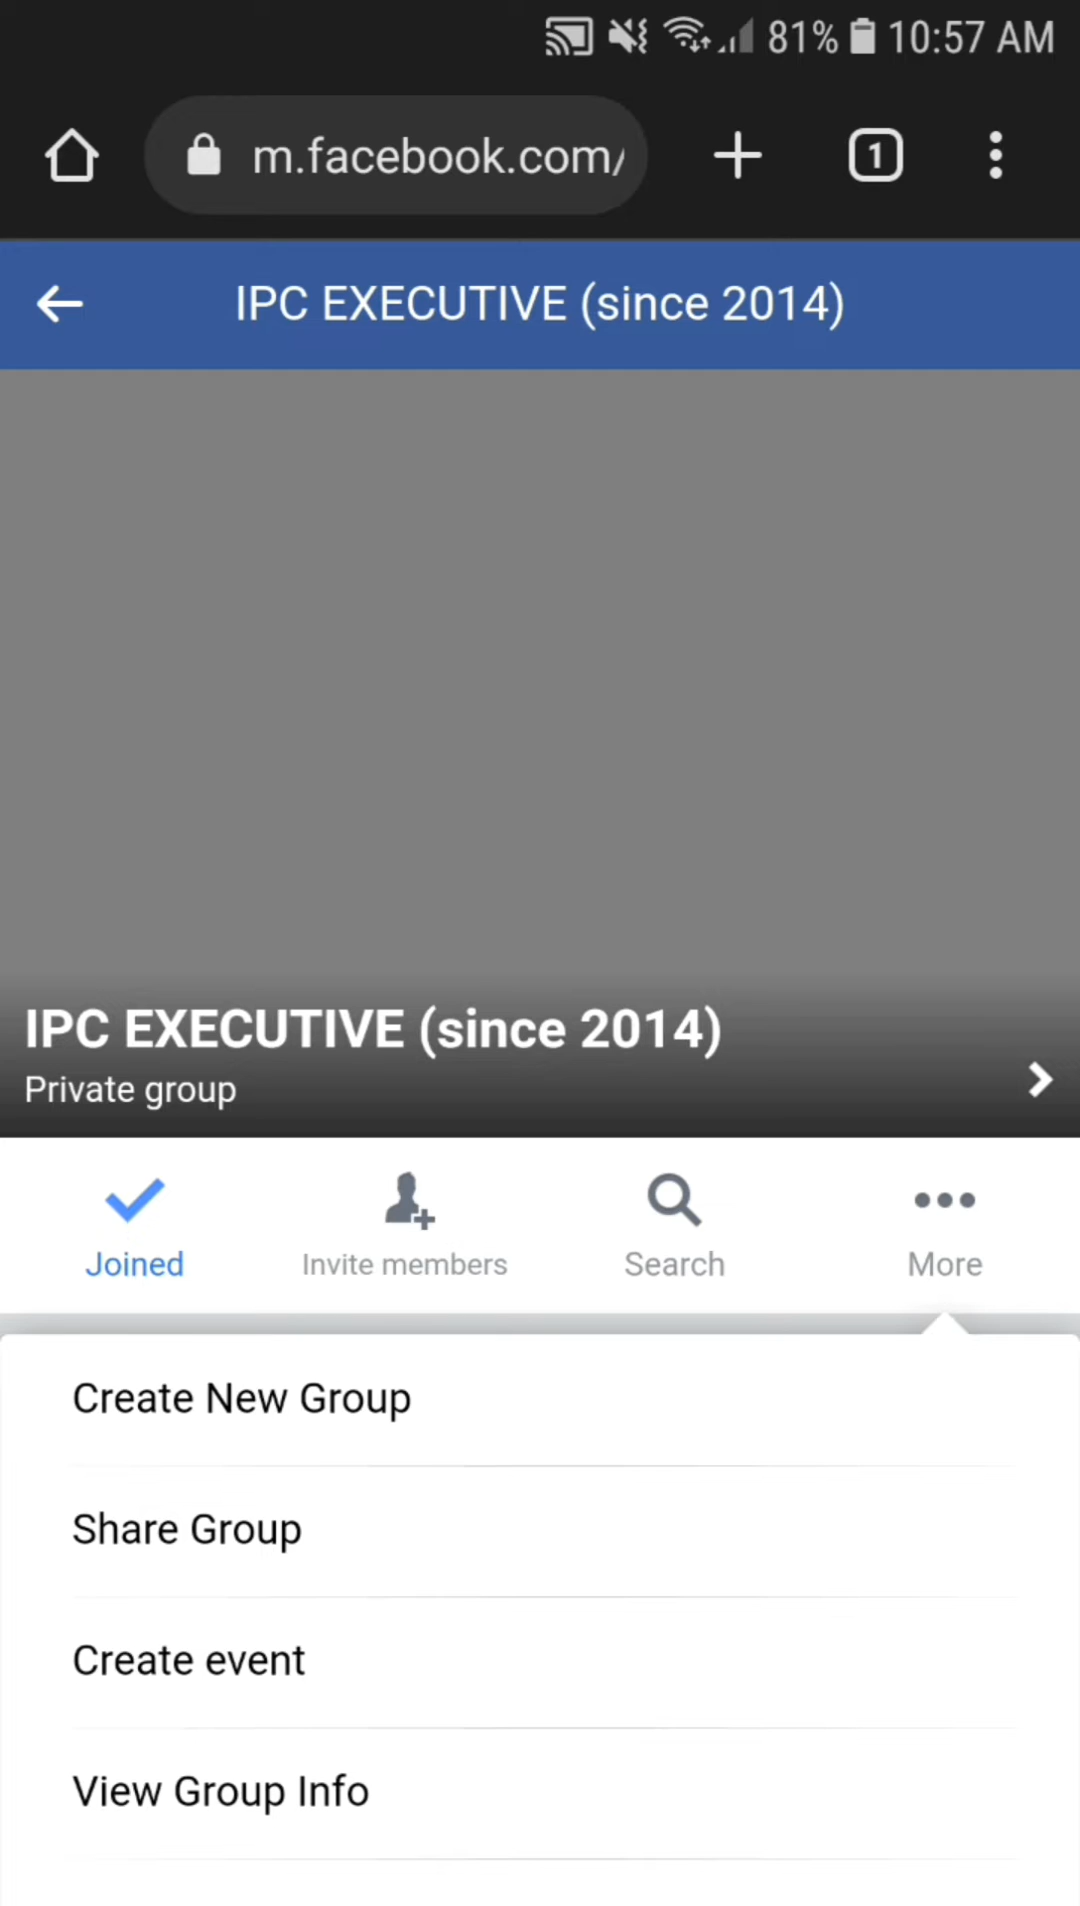 81% 10:57 AM
m.facebook.com/
1
IPC EXECUTIVE (since 2014)
IPC EXECUTIVE (since 2014)
Private group
Joined
Invite members
Search
More
Create New Group
Share Group
Create event
View Group Info